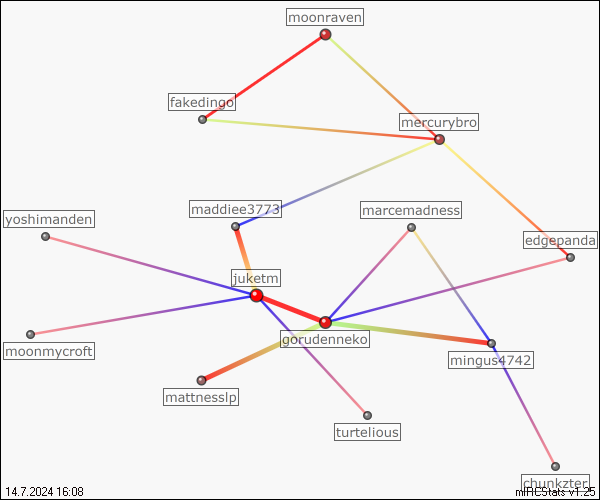 moonraven
fakedingo
mercurybro
maddiee3773
marcemadness
yoshimanden
edgepanda
juketm
gorudenneko
moonmycroft
mingus4742
mattnesslp
turtelious
chunkzter
14.7.2024 16:08
mIRCStats v1.25